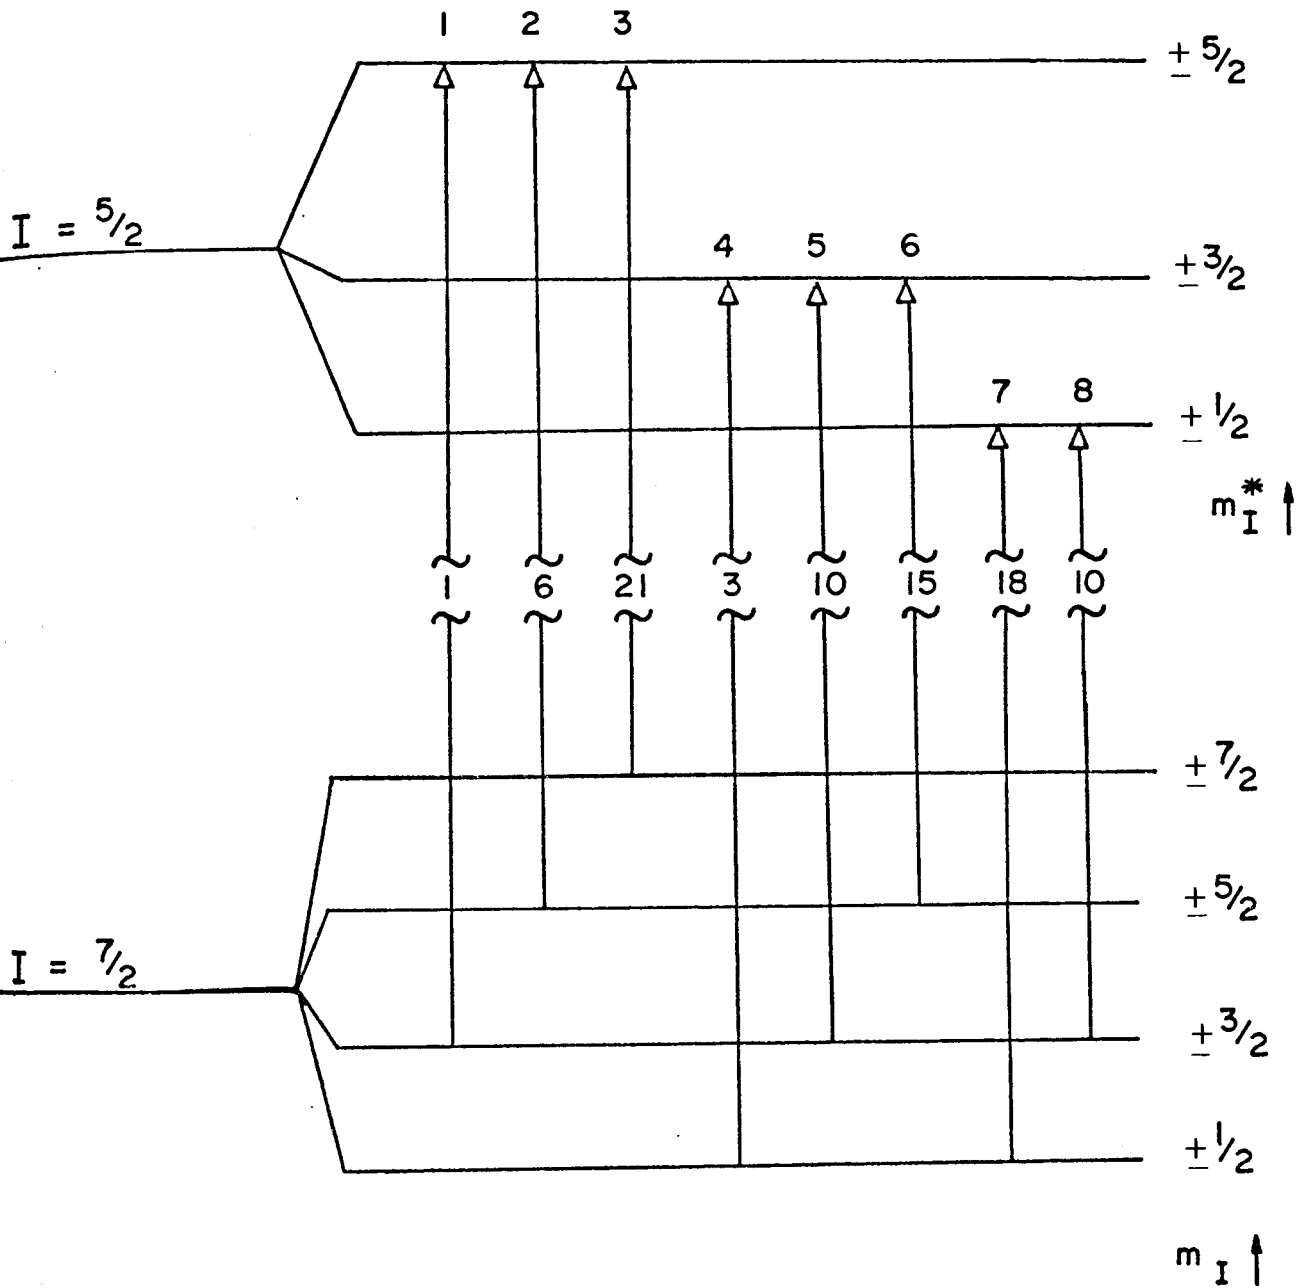 1 2 3
± 5/2
I = 5/2
4 5 6
± 3/2
7 8
± 1/2
m*I ↑
1 6 21 3 10 15 18 10
± 7/2
± 5/2
I = 7/2
± 3/2
± 1/2
m I ↑